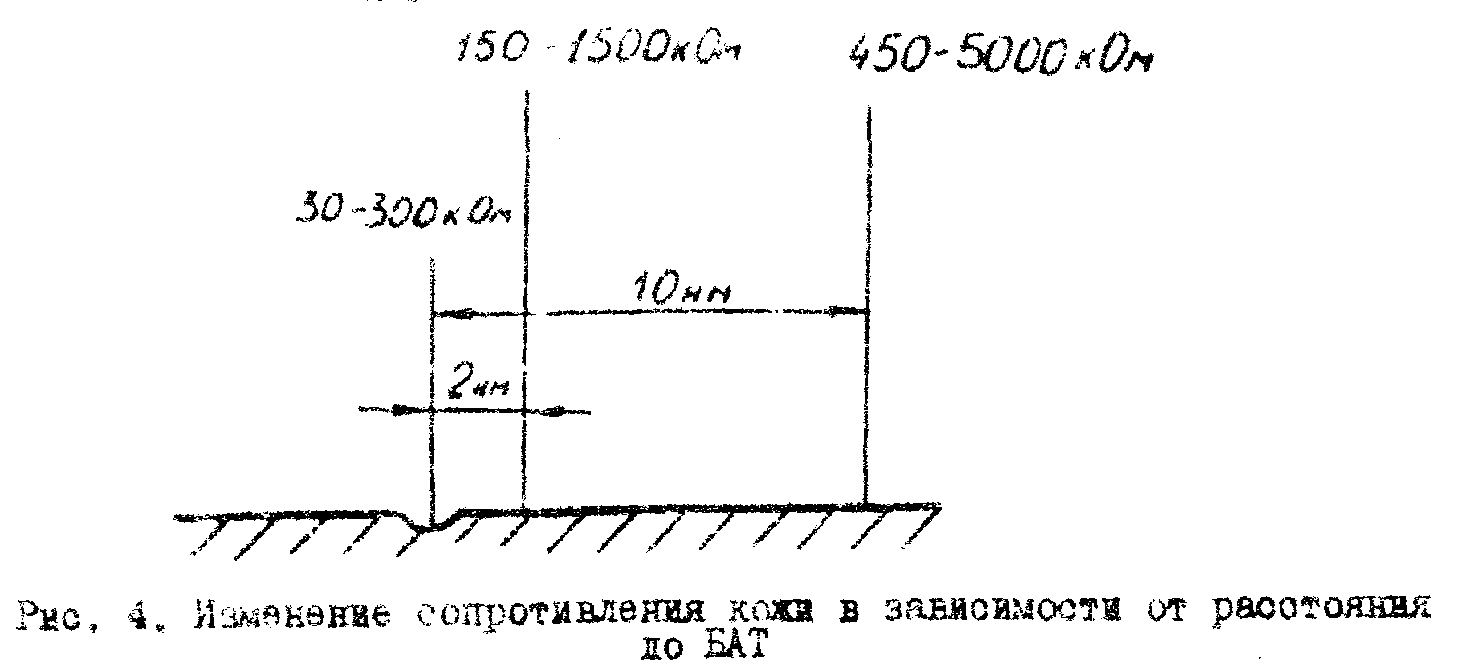 150 - 1500кОм
450-5000кОм
30-300кОм
10мм
2мм
Рис. 4. Изменение сопротивления кожи в зависимости от расстояния
до БАТ